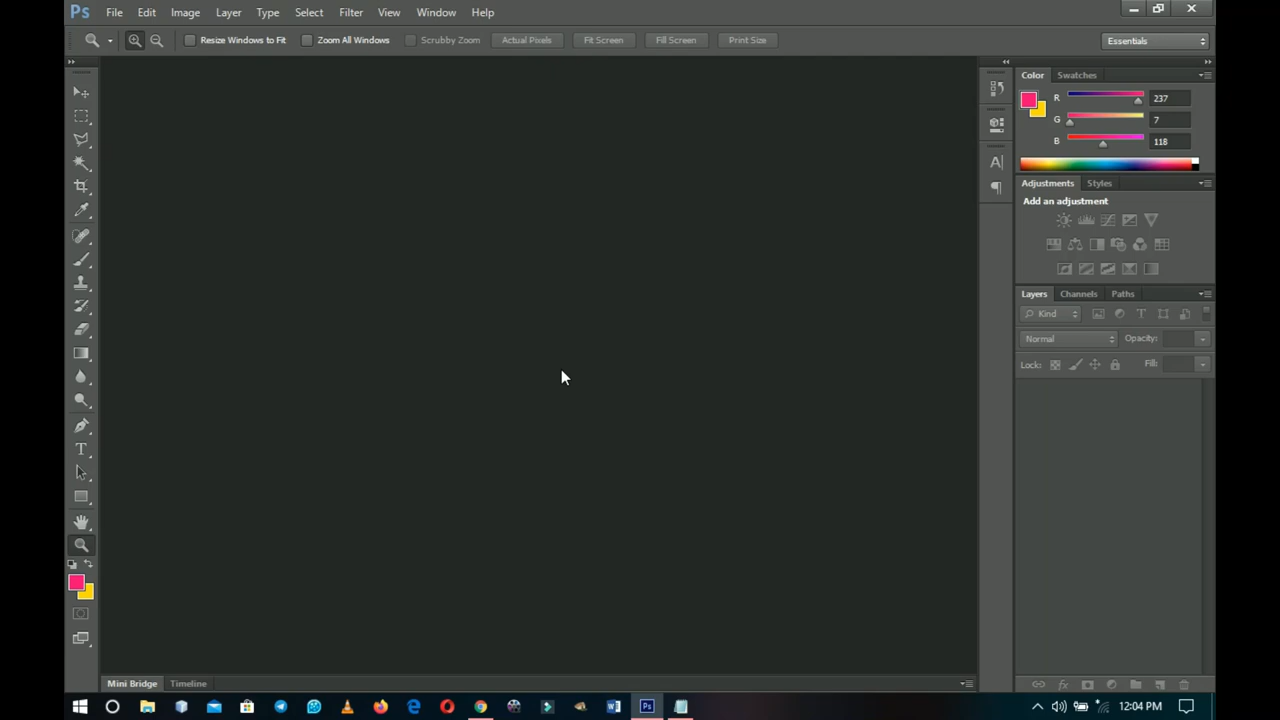 Ps File Edit Image Layer Type Select Filter View Window Help
Resize Windows to Fit Zoom All Windows Scrubby Zoom Actual Pixels Fit Screen Fill Screen Print Size Essentials
Color Swatches
R 237
G 7
B 118
Adjustments Styles
Add an adjustment
Layers Channels Paths
Kind
Normal Opacity:
Lock: Fill:
Mini Bridge Timeline
12:04 PM